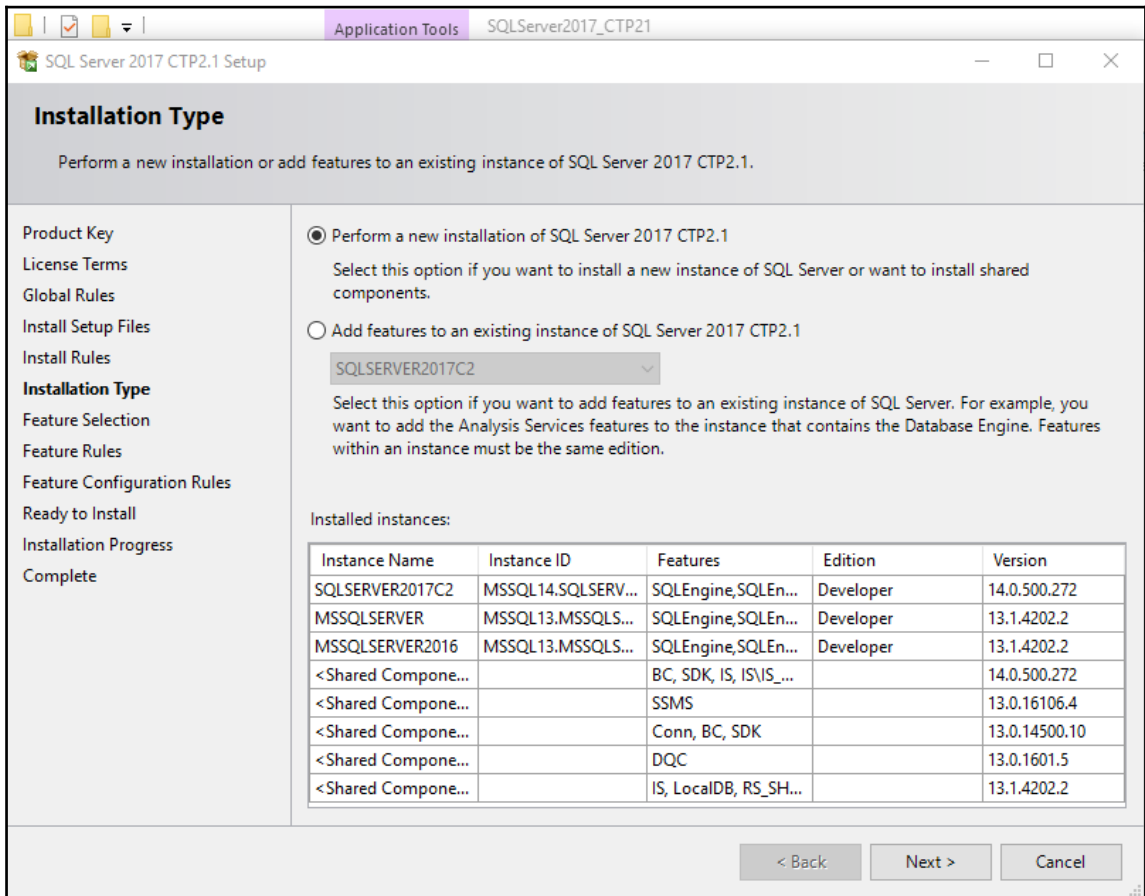 Application Tools SQLServer2017_CTP21
SQL Server 2017 CTP2.1 Setup
Installation Type
Perform a new installation or add features to an existing instance of SQL Server 2017 CTP2.1.
Product Key
License Terms
Global Rules
Install Setup Files
Install Rules
Installation Type
Feature Selection
Feature Rules
Feature Configuration Rules
Ready to Install
Installation Progress
Complete
Perform a new installation of SQL Server 2017 CTP2.1
Select this option if you want to install a new instance of SQL Server or want to install shared
components.
Add features to an existing instance of SQL Server 2017 CTP2.1
SQLSERVER2017C2
Select this option if you want to add features to an existing instance of SQL Server. For example, you
want to add the Analysis Services features to the instance that contains the Database Engine. Features
within an instance must be the same edition.
Installed instances:
Instance Name Instance ID Features Edition Version
SQLSERVER2017C2 MSSQL14.SQLSERV... SQLEngine,SQLEn... Developer 14.0.500.272
MSSQLSERVER MSSQL13.MSSQLS... SQLEngine,SQLEn... Developer 13.1.4202.2
MSSQLSERVER2016 MSSQL13.MSSQLS... SQLEngine,SQLEn... Developer 13.1.4202.2
<Shared Compone... BC, SDK, IS, IS\IS_... 14.0.500.272
<Shared Compone... SSMS 13.0.16106.4
<Shared Compone... Conn, BC, SDK 13.0.14500.10
<Shared Compone... DQC 13.0.1601.5
<Shared Compone... IS, LocalDB, RS_SH... 13.1.4202.2
< Back Next > Cancel